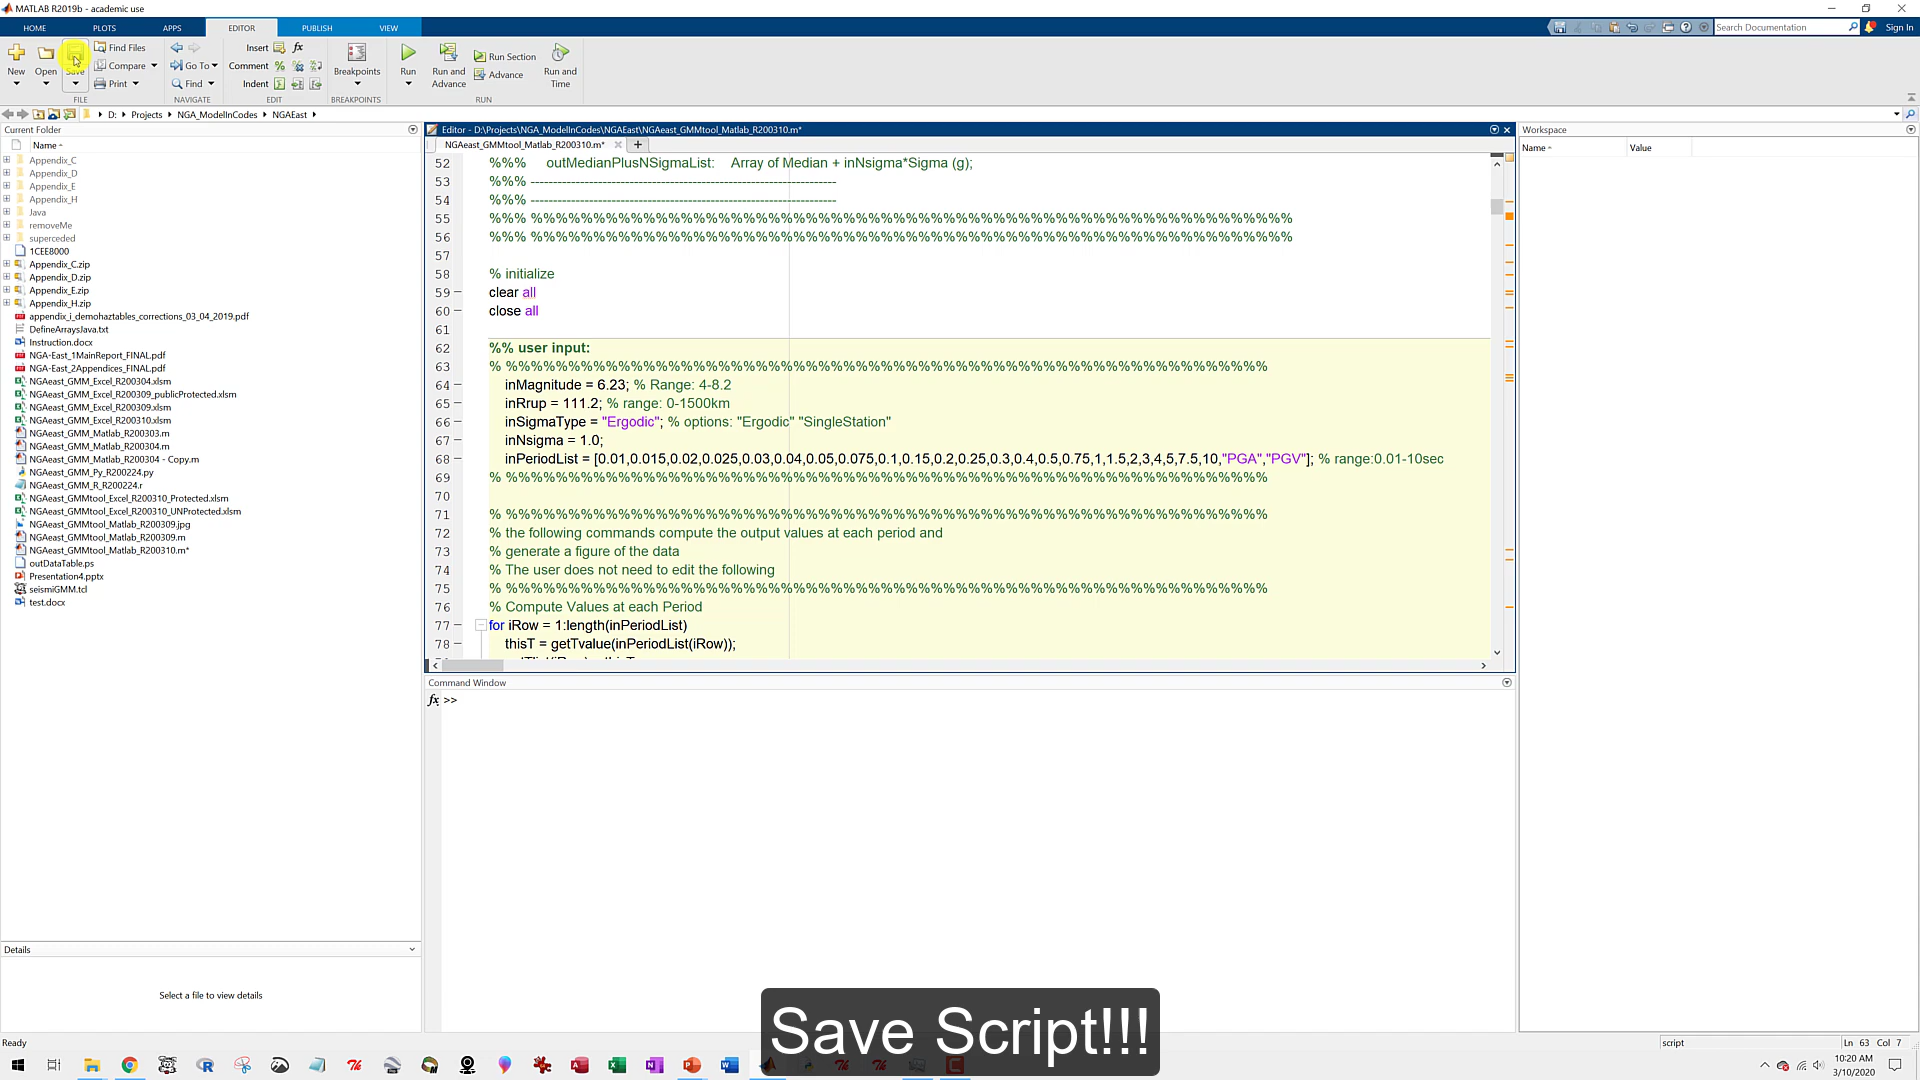 MATLAB R2019b - academic use
HOME PLOTS APPS EDITOR PUBLISH VIEW
Search Documentation Sign In
New Open Save Find Files Compare Print
Go To Find
Insert Comment Indent
Breakpoints Run Run and Advance Run Section Advance Run and Time
FILE NAVIGATE EDIT BREAKPOINTS RUN
D: Projects NGA_ModelInCodes NGAEast
Current Folder
Name
Appendix_C
Appendix_D
Appendix_E
Appendix_H
Java
removeMe
superceded
1CEE8000
Appendix_C.zip
Appendix_D.zip
Appendix_E.zip
Appendix_H.zip
appendix_i_demohaztables_corrections_03_04_2019.pdf
DefineArraysJava.txt
Instruction.docx
NGA-East_1MainReport_FINAL.pdf
NGA-East_2Appendices_FINAL.pdf
NGAeast_GMM_Excel_R200304.xlsm
NGAeast_GMM_Excel_R200309_publicProtected.xlsm
NGAeast_GMM_Excel_R200309.xlsm
NGAeast_GMM_Excel_R200310.xlsm
NGAeast_GMM_Matlab_R200303.m
NGAeast_GMM_Matlab_R200304.m
NGAeast_GMM_Matlab_R200304 - Copy.m
NGAeast_GMM_Py_R200224.py
NGAeast_GMM_R_R200224.r
NGAeast_GMMtool_Excel_R200310_Protected.xlsm
NGAeast_GMMtool_Excel_R200310_UNProtected.xlsm
NGAeast_GMMtool_Matlab_R200309.jpg
NGAeast_GMMtool_Matlab_R200309.m
NGAeast_GMMtool_Matlab_R200310.m*
outDataTable.ps
Presentation4.pptx
seismiGMM.tcl
test.docx
Details
Select a file to view details
Editor - D:\Projects\NGA_ModelInCodes\NGAEast\NGAeast_GMMtool_Matlab_R200310.m*
NGAeast_GMMtool_Matlab_R200310.m*
52 %%% outMedianPlusNSigmaList: Array of Median + inNsigma*Sigma (g);
53 %%% --------------------------------------------------------------------
54 %%% --------------------------------------------------------------------
55 %%% %%%%%%%%%%%%%%%%%%%%%%%%%%%%%%%%%%%%%%%%%%%%%%%%%%%%%%%%%%%
56 %%% %%%%%%%%%%%%%%%%%%%%%%%%%%%%%%%%%%%%%%%%%%%%%%%%%%%%%%%%%%%
57
58 % initialize
59 clear all
60 close all
61
62 %% user input:
63 % %%%%%%%%%%%%%%%%%%%%%%%%%%%%%%%%%%%%%%%%%%%%%%%%%%%%%%%%%%%
64 inMagnitude = 6.23; % Range: 4-8.2
65 inRrup = 111.2; % range: 0-1500km
66 inSigmaType = "Ergodic"; % options: "Ergodic" "SingleStation"
67 inNsigma = 1.0;
68 inPeriodList = [0.01,0.015,0.02,0.025,0.03,0.04,0.05,0.075,0.1,0.15,0.2,0.25,0.3,0.4,0.5,0.75,1,1.5,2,3,4,5,7.5,10,"PGA","PGV"]; % range:0.01-10sec
69 % %%%%%%%%%%%%%%%%%%%%%%%%%%%%%%%%%%%%%%%%%%%%%%%%%%%%%%%%%%%
70
71 % %%%%%%%%%%%%%%%%%%%%%%%%%%%%%%%%%%%%%%%%%%%%%%%%%%%%%%%%%%%
72 % the following commands compute the output values at each period and
73 % generate a figure of the data
74 % The user does not need to edit the following
75 % %%%%%%%%%%%%%%%%%%%%%%%%%%%%%%%%%%%%%%%%%%%%%%%%%%%%%%%%%%%
76 % Compute Values at each Period
77 for iRow = 1:length(inPeriodList)
78 thisT = getTvalue(inPeriodList(iRow));
Command Window
fx >>
Workspace
Name Value
Save Script!!!
Ready
script Ln 63 Col 7
10:20 AM
3/10/2020